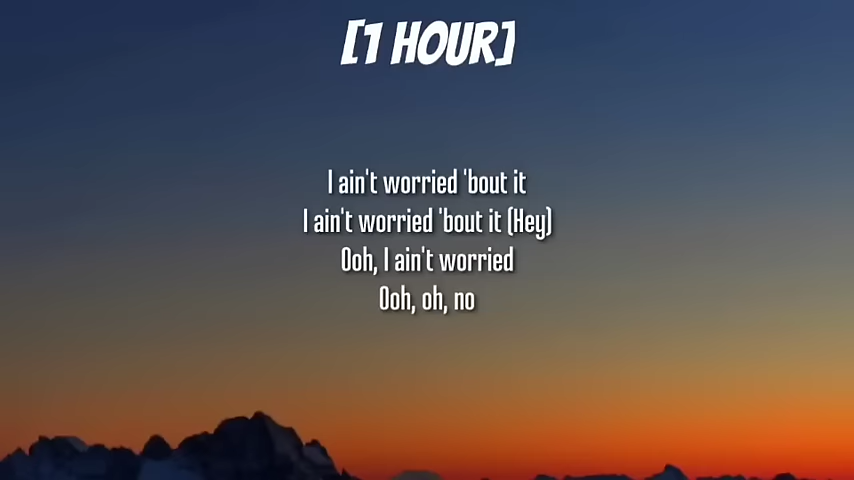 [1 HOUR]
I ain't worried 'bout it
I ain't worried 'bout it (Hey)
Ooh, I ain't worried
Ooh, oh, no